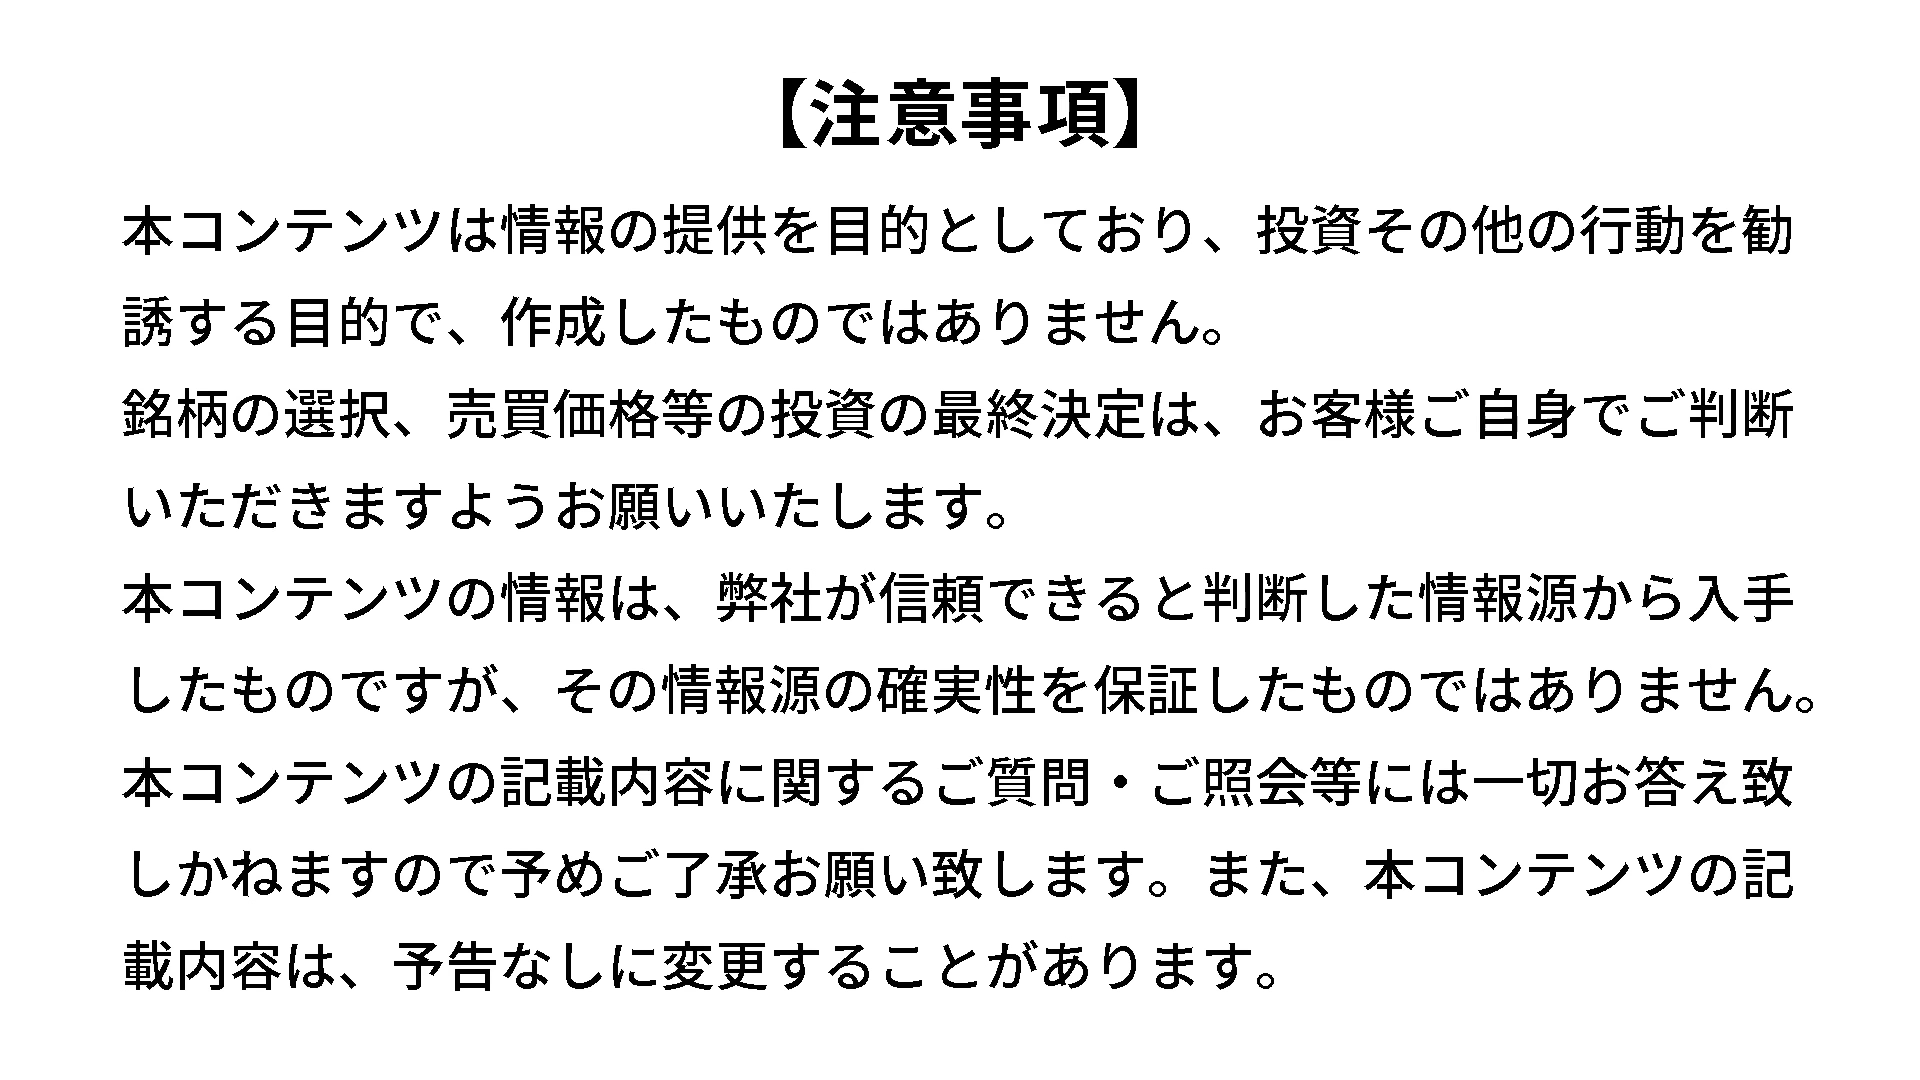 【注意事項】
本コンテンツは情報の提供を目的としており、投資その他の行動を勧
誘する目的で、作成したものではありません。
銘柄の選択、売買価格等の投資の最終決定は、お客様ご自身でご判断
いただきますようお願いいたします。
本コンテンツの情報は、弊社が信頼できると判断した情報源から入手
したものですが、その情報源の確実性を保証したものではありません。
本コンテンツの記載内容に関するご質問・ご照会等には一切お答え致
しかねますので予めご了承お願い致します。また、本コンテンツの記
載内容は、予告なしに変更することがあります。